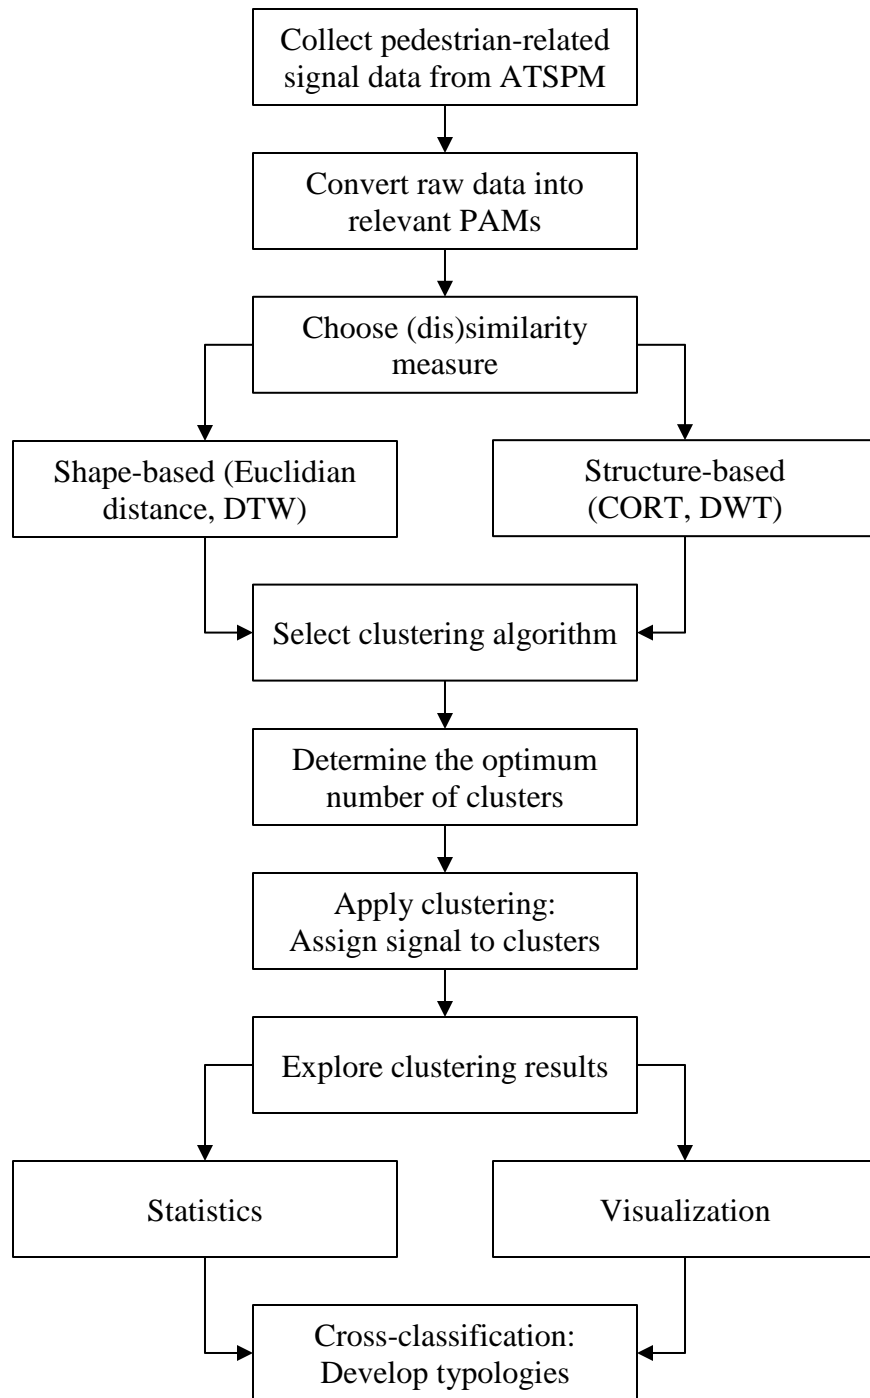 Collect pedestrian-related
signal data from ATSPM
Convert raw data into
relevant PAMs
Choose (dis)similarity
measure
Shape-based (Euclidian
distance, DTW)
Structure-based
(CORT, DWT)
Select clustering algorithm
Determine the optimum
number of clusters
Apply clustering:
Assign signal to clusters
Explore clustering results
Statistics
Visualization
Cross-classification:
Develop typologies